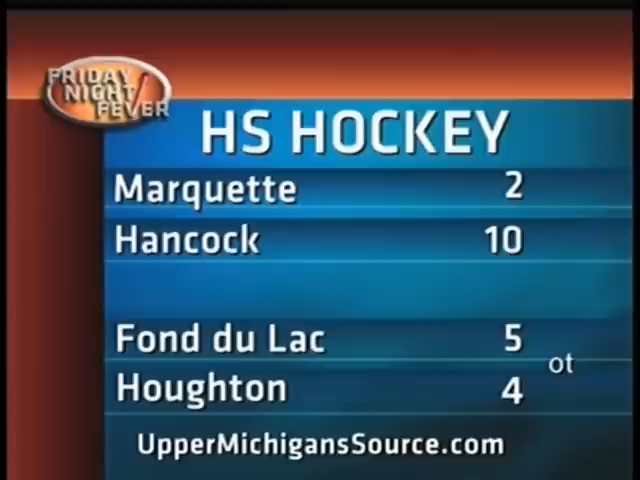 FRIDAY
NIGHT
FEVER
HS HOCKEY
Marquette 2
Hancock 10
Fond du Lac 5
ot
Houghton 4
UpperMichigansSource.com